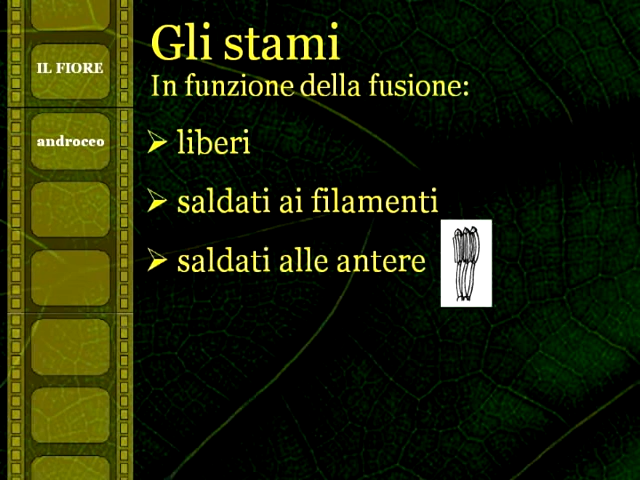 Gli stami
In funzione della fusione:
IL FIORE
androceo
➢ liberi
➢ saldati ai filamenti
➢ saldati alle antere